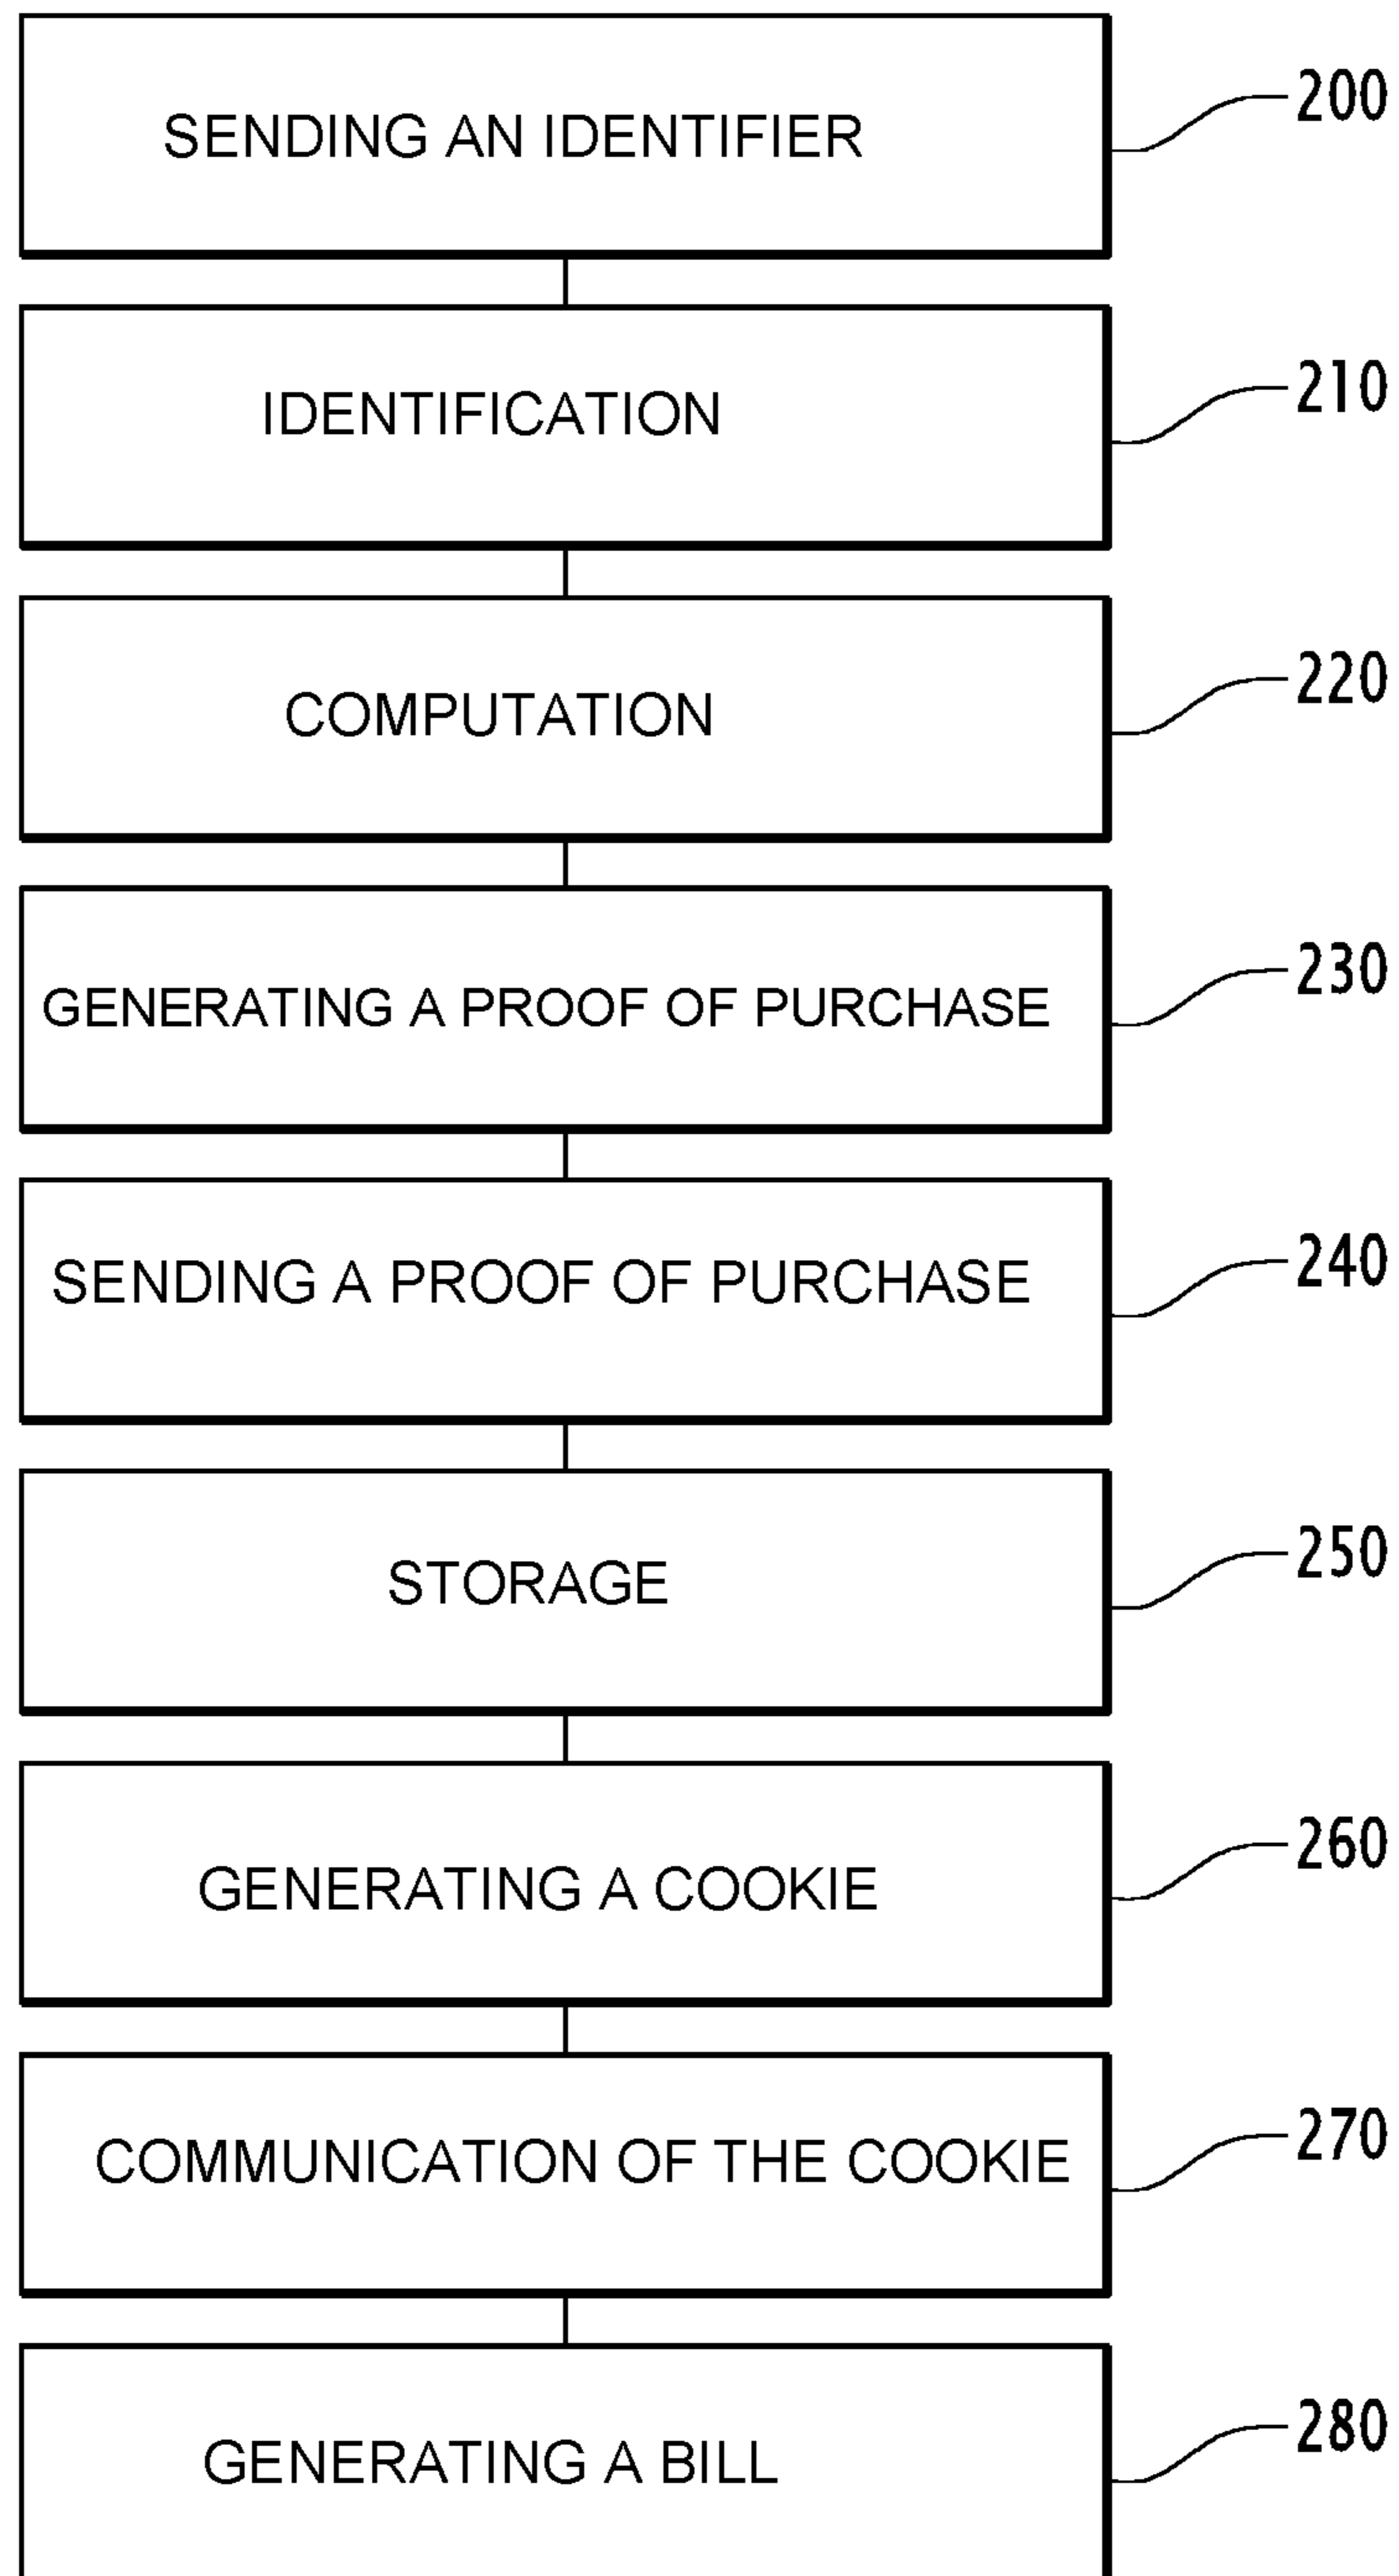 SENDING AN IDENTIFIER
200
IDENTIFICATION
210
COMPUTATION
220
GENERATING A PROOF OF PURCHASE
230
SENDING A PROOF OF PURCHASE
240
STORAGE
250
GENERATING A COOKIE
260
COMMUNICATION OF THE COOKIE
270
GENERATING A BILL
280